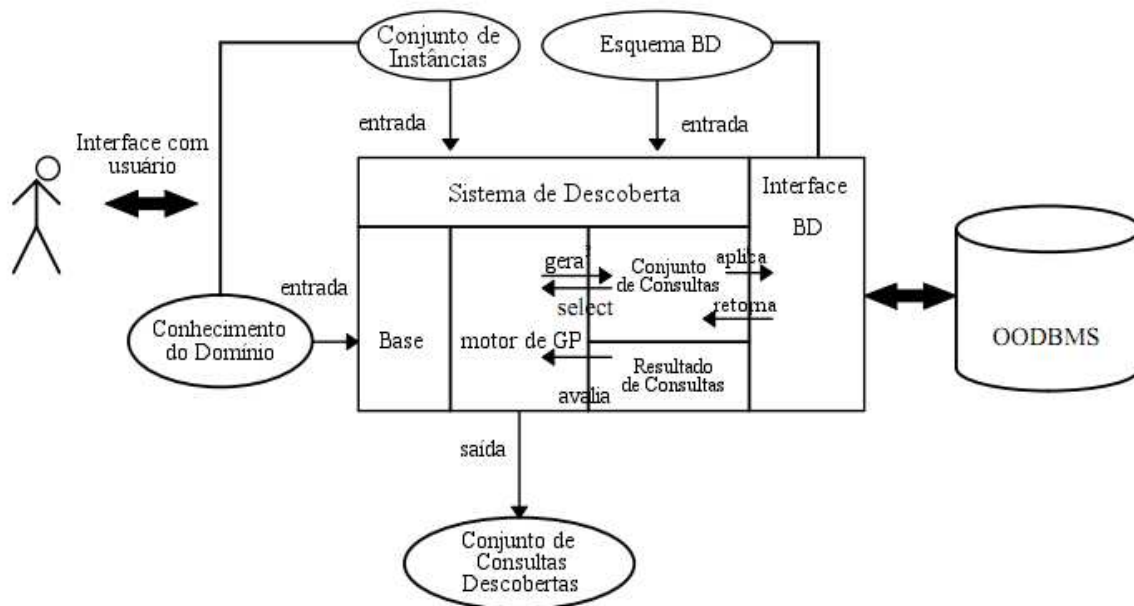 Conjunto de
Instâncias
Esquema BD
entrada
entrada
Interface com
usuário
Sistema de Descoberta
Interface
BD
gera
aplica
Conjunto
de Consultas
select
retorna
entrada
Conhecimento
do Domínio
Base
motor de GP
Resultado
de Consultas
avalia
OODBMS
saída
Conjunto de
Consultas
Descobertas